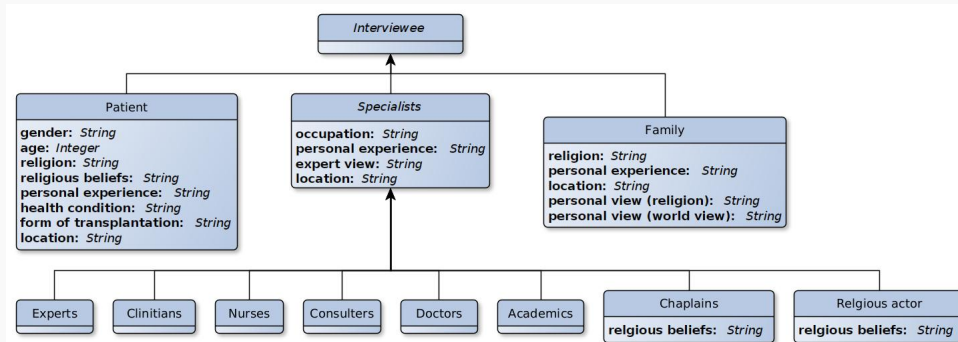 Interviewee
Patient
gender: String
age: Integer
religion: String
religious beliefs: String
personal experience: String
health condition: String
form of transplantation: String
location: String
Specialists
occupation: String
personal experience: String
expert view: String
location: String
Family
religion: String
personal experience: String
location: String
personal view (religion): String
personal view (world view): String
Experts
Clinitians
Nurses
Consulters
Doctors
Academics
Chaplains
relgious beliefs: String
Relgious actor
relgious beliefs: String